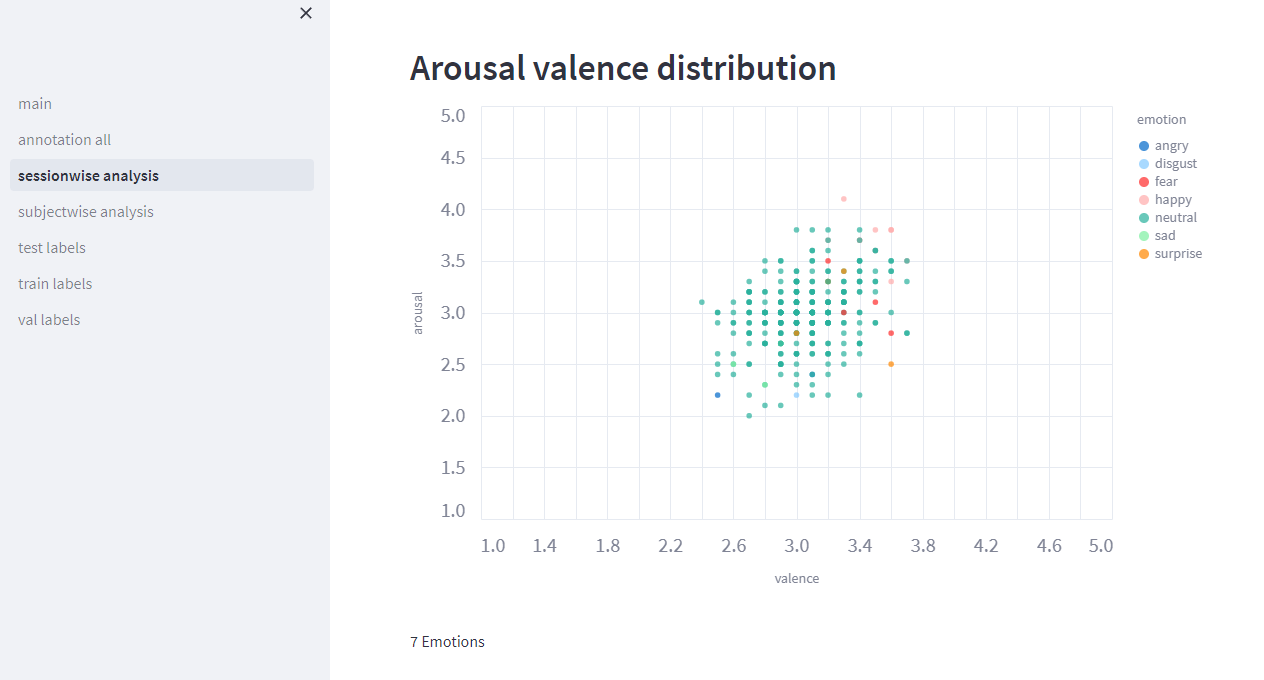 main
annotation all
sessionwise analysis
subjectwise analysis
test labels
train labels
val labels
Arousal valence distribution
5.0
4.5
4.0
3.5
3.0
2.5
2.0
1.5
1.0
arousal
1.0 1.4 1.8 2.2 2.6 3.0 3.4 3.8 4.2 4.6 5.0
valence
emotion
angry
disgust
fear
happy
neutral
sad
surprise
7 Emotions